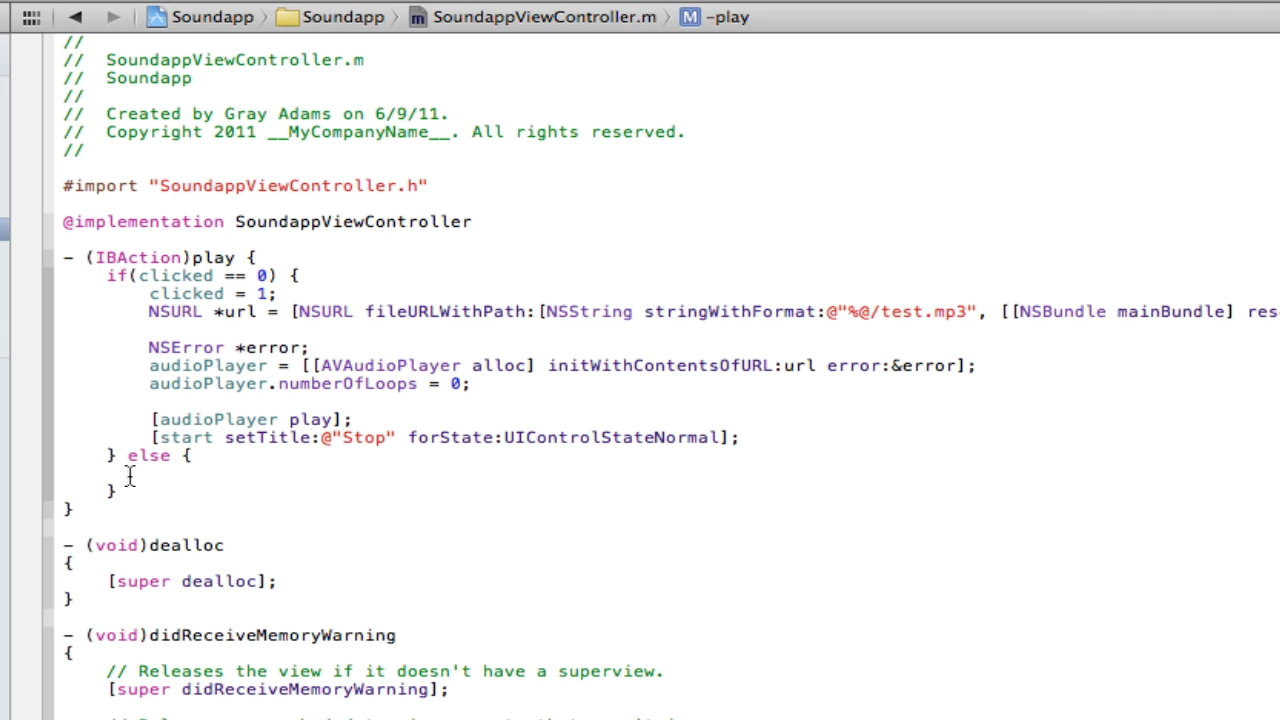 Soundapp Soundapp SoundappViewController.m M -play
//
// SoundappViewController.m
// Soundapp
//
// Created by Gray Adams on 6/9/11.
// Copyright 2011 __MyCompanyName__. All rights reserved.
//
#import "SoundappViewController.h"
@implementation SoundappViewController
- (IBAction)play {
if(clicked == 0) {
clicked = 1;
NSURL *url = [NSURL fileURLWithPath:[NSString stringWithFormat:@"%@/test.mp3", [[NSBundle mainBundle] res
NSError *error;
audioPlayer = [[AVAudioPlayer alloc] initWithContentsOfURL:url error:&error];
audioPlayer.numberOfLoops = 0;
[audioPlayer play];
[start setTitle:@"Stop" forState:UIControlStateNormal];
} else {
}
}
- (void)dealloc
{
[super dealloc];
}
- (void)didReceiveMemoryWarning
{
// Releases the view if it doesn't have a superview.
[super didReceiveMemoryWarning];